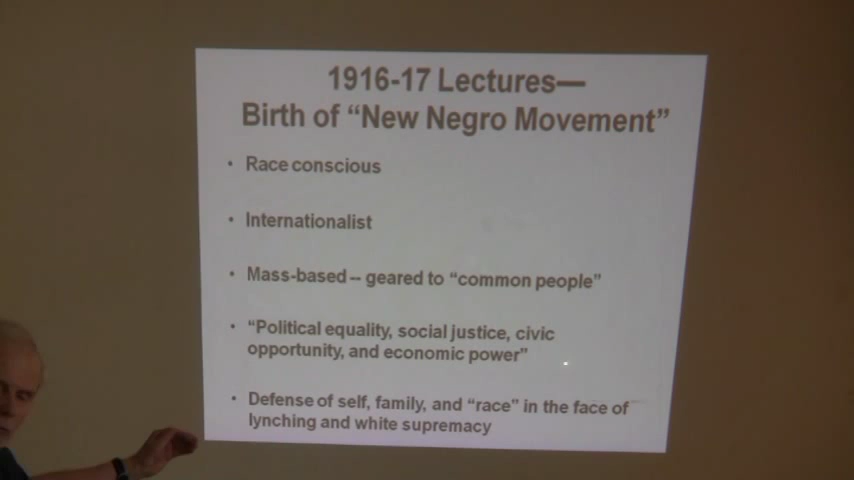 1916-17 Lectures—
Birth of “New Negro Movement”
• Race conscious
• Internationalist
• Mass-based -- geared to “common people”
• “Political equality, social justice, civic
opportunity, and economic power”
• Defense of self, family, and “race” in the face of
lynching and white supremacy